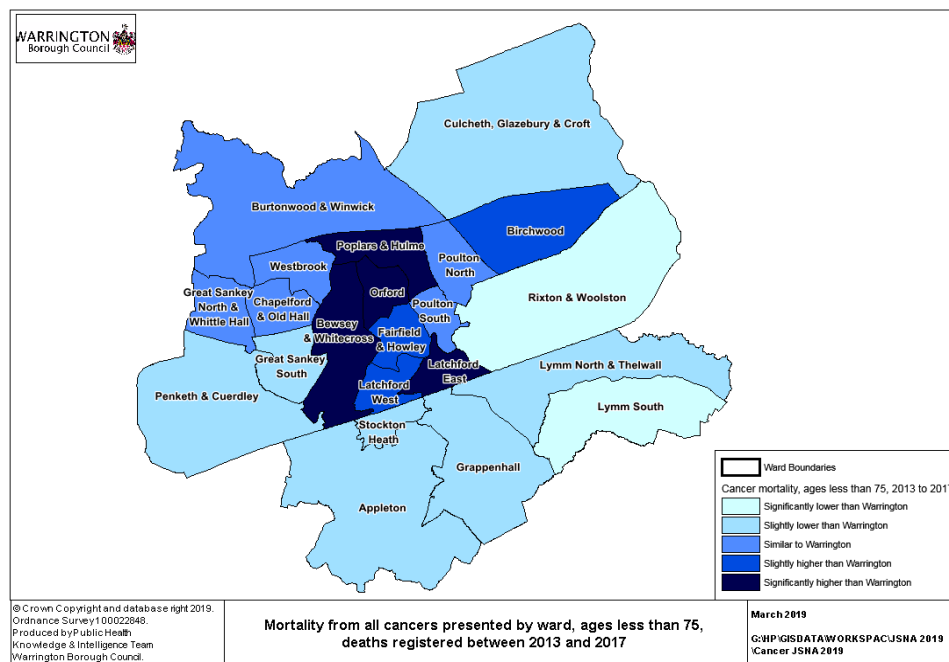 WARRINGTON
Borough Council
Culcheth, Glazebury & Croft
Burtonwood & Winwick
Birchwood
Poplars & Hulme
Westbrook
Poulton
North
Great Sankey
North &
Whittle Hall
Chapelford
& Old Hall
Orford
Rixton & Woolston
Poulton
South
Bewsey
& Whitecross
Fairfield
& Howley
Great Sankey
South
Latchford
East
Lymm North & Thelwall
Penketh & Cuerdley
Latchford
West
Lymm South
Stockton
Heath
Grappenhall
Appleton
Ward Boundaries
Cancer mortality, ages less than 75, 2013 to 2017
Significantly lower than Warrington
Slightly lower than Warrington
Similar to Warrington
Slightly higher than Warrington
Significantly higher than Warrington
© Crown Copyright and database right 2019.
Ordnance Survey 100022848.
Produced by Public Health
Knowledge & Intelligence Team
Warrington Borough Council.
Mortality from all cancers presented by ward, ages less than 75,
deaths registered between 2013 and 2017
March 2019
G:\HP\GISDATA\WORKSPAC\JSNA 2019
\Cancer JSNA 2019